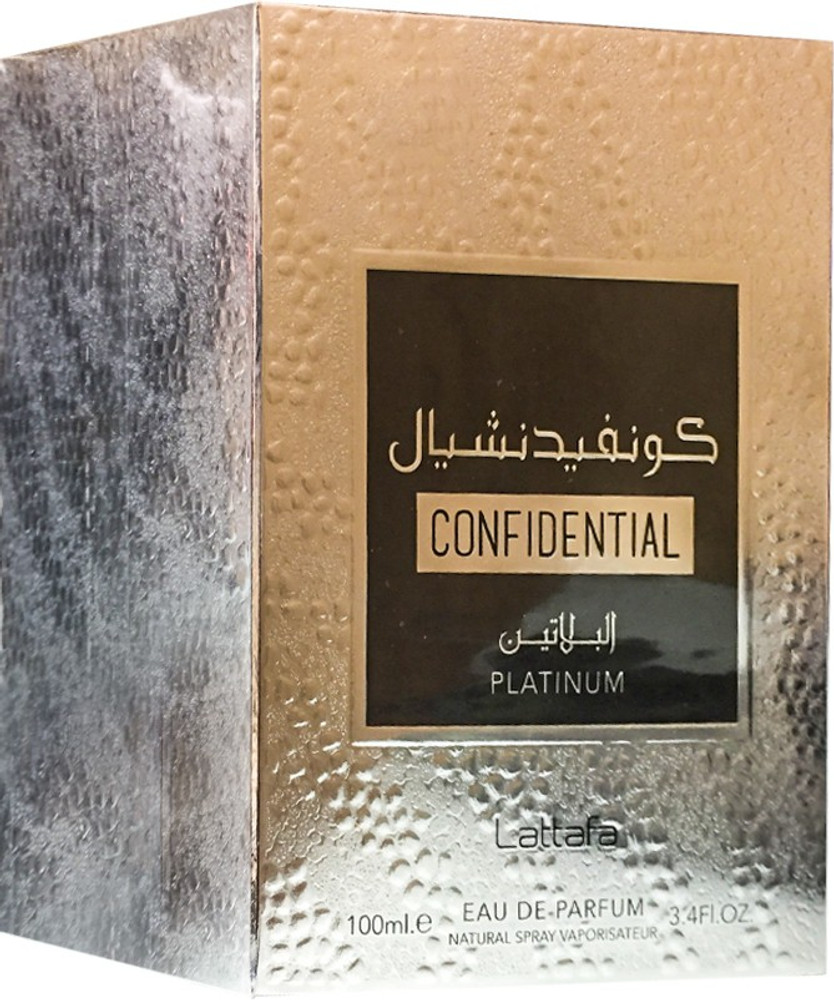 كونفيدنشيال
CONFIDENTIAL
البلاتين
PLATINUM
Lattafa
100ml.e EAU DE PARFUM 3.4Fl.OZ.
NATURAL SPRAY VAPORISATEUR